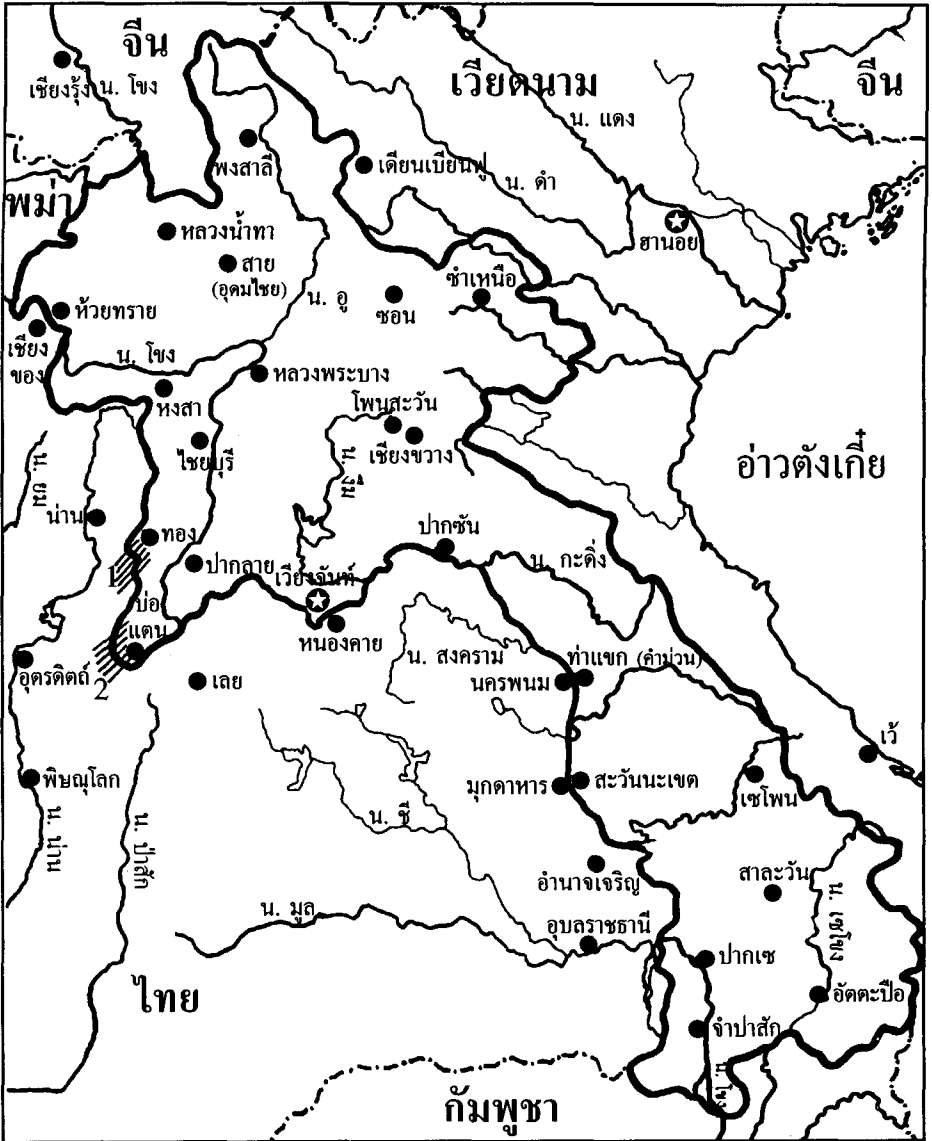 จีน
เวียดนาม
จีน
เชียงรุ้ง
น. โขง
น. แดง
พงสาลี
เดียนเบียนฟู
น. ดำ
พม่า
หลวงน้ำทา
ฮานอย
สาย
(อุดมไชย)
น. อู
ซำเหนือ
ซอน
ห้วยทราย
เชียง
ของ
น. โขง
หลวงพระบาง
หงสา
โพนสะวัน
เชียงขวาง
ไชยบุรี
น. งึม
อ่าวตังเกี๋ย
น. ยม
น่าน
ทอง
ปากซัน
1
ปากลาย
เวียงจันท์
น. กะดิ่ง
บ่อ
แตน
หนองคาย
น. สงคราม
ท่าแขก (คำม่วน)
อุตรดิตถ์
2
เลย
นครพนม
เว้
พิษณุโลก
มุกดาหาร
สะวันนะเขต
เซโพน
น. น่าน
น. ป่าสัก
น. ชี
อำนาจเจริญ
สาละวัน
น. มูล
อุบลราชธานี
น. เซโขง
ปากเซ
ไทย
อัตตะปือ
จำปาสัก
น. โขง
กัมพูชา